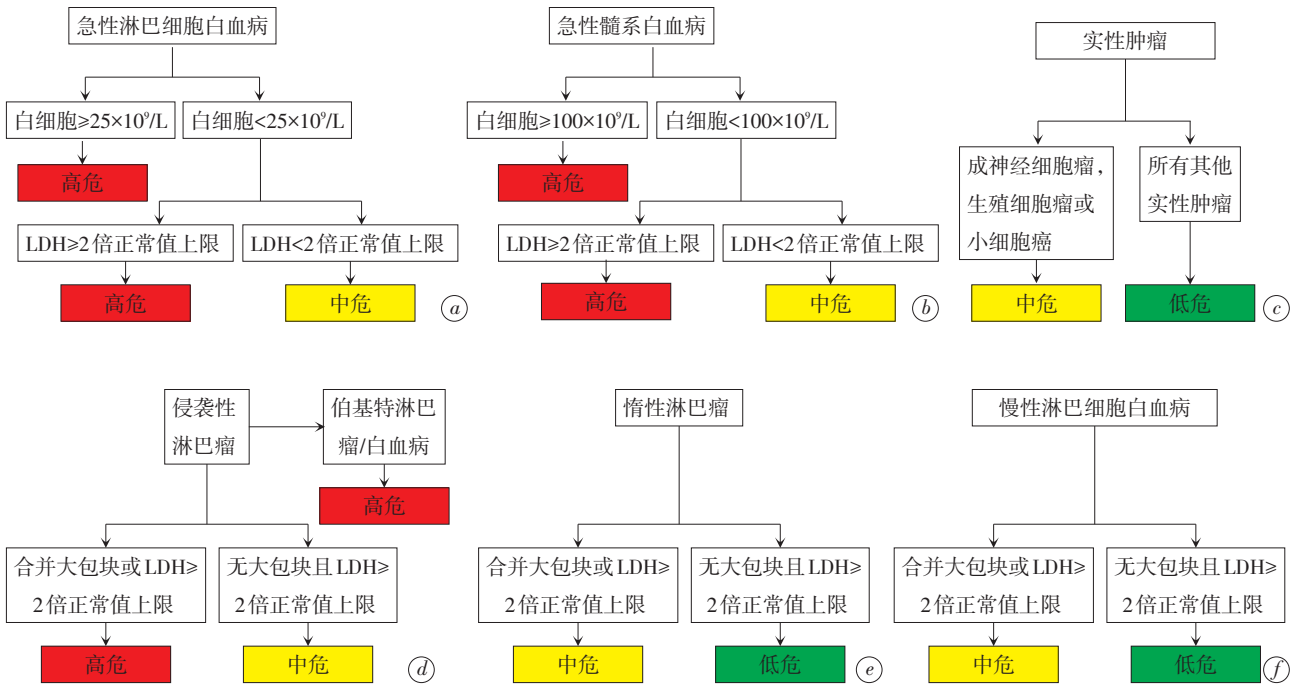 急性淋巴细胞白血病
白细胞≥25×10⁹/L
白细胞<25×10⁹/L
高危
LDH≥2倍正常值上限
LDH<2倍正常值上限
高危
中危
a
急性髓系白血病
白细胞≥100×10⁹/L
白细胞<100×10⁹/L
高危
LDH≥2倍正常值上限
LDH<2倍正常值上限
高危
中危
b
实性肿瘤
成神经细胞瘤，
生殖细胞瘤或
小细胞癌
所有其他
实性肿瘤
中危
低危
c
侵袭性
淋巴瘤
伯基特淋巴
瘤/白血病
高危
合并大包块或LDH≥
2倍正常值上限
无大包块且LDH≥
2倍正常值上限
高危
中危
d
惰性淋巴瘤
合并大包块或LDH≥
2倍正常值上限
无大包块且LDH≥
2倍正常值上限
中危
低危
e
慢性淋巴细胞白血病
合并大包块或LDH≥
2倍正常值上限
无大包块且LDH≥
2倍正常值上限
中危
低危
f